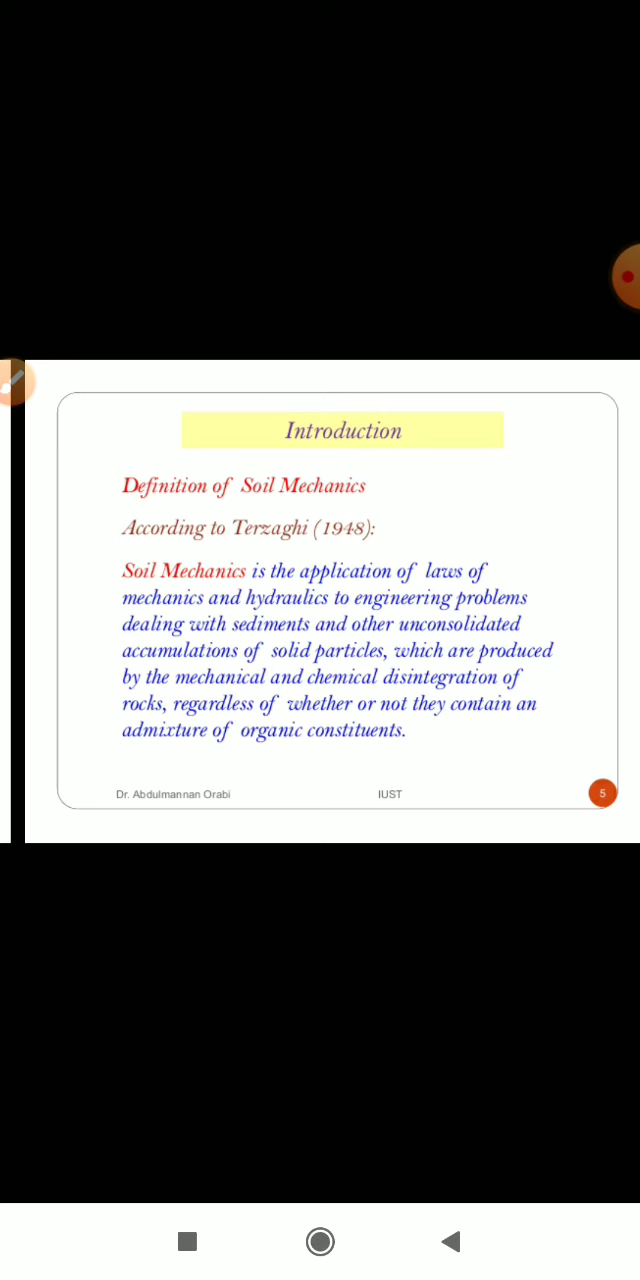 Introduction
Definition of Soil Mechanics
According to Terzaghi (1948):
Soil Mechanics is the application of laws of
mechanics and hydraulics to engineering problems
dealing with sediments and other unconsolidated
accumulations of solid particles, which are produced
by the mechanical and chemical disintegration of
rocks, regardless of whether or not they contain an
admixture of organic constituents.
Dr. Abdulmannan Orabi IUST 5